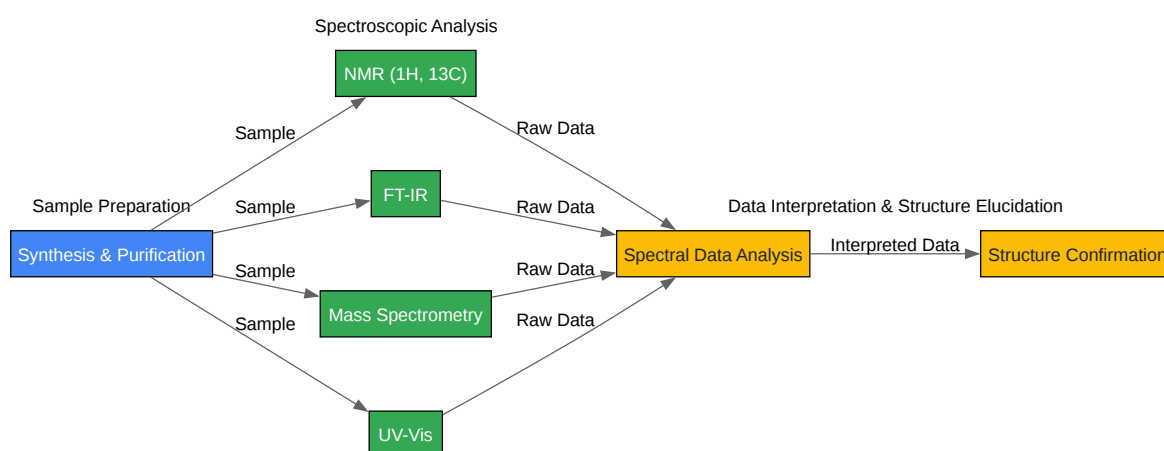 Spectroscopic Analysis
NMR (1H, 13C)
Sample
Raw Data
FT-IR
Sample Preparation
Sample
Raw Data
Data Interpretation & Structure Elucidation
Synthesis & Purification
Spectral Data Analysis
Interpreted Data
Structure Confirmation
Sample
Raw Data
Mass Spectrometry
Sample
Raw Data
UV-Vis